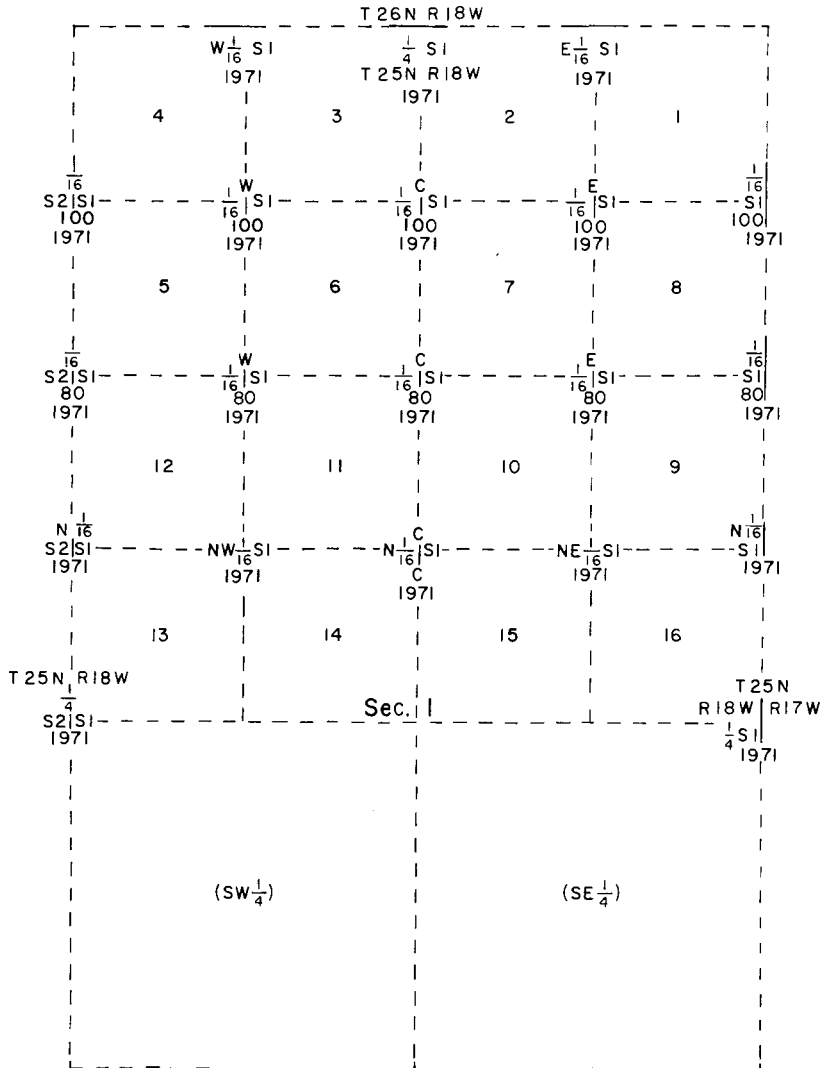 T 26N R 18W
W 1/16 S1 1/4 S1 E 1/16 S1
1971 T 25N R 18W 1971
1971
4 3 2 1
1/16 W C E 1/16
S2|S1 1/16|S1 1/16|S1 1/16|S1 S1
100 100 100 100 100
1971 1971 1971 1971 1971
5 6 7 8
1/16 W C E 1/16
S2|S1 1/16|S1 1/16|S1 1/16|S1 S1
80 80 80 80 80
1971 1971 1971 1971 1971
12 11 10 9
N 1/16 C N 1/16
S2|S1 NW 1/16 S1 N 1/16|S1 NE 1/16 S1 S1
1971 1971 C 1971 1971
1971
13 14 15 16
T 25N R 18W T 25N
1/4 Sec. 1 R 18W|R 17W
S2|S1 1/4 S1
1971 1971
(SW 1/4) (SE 1/4)